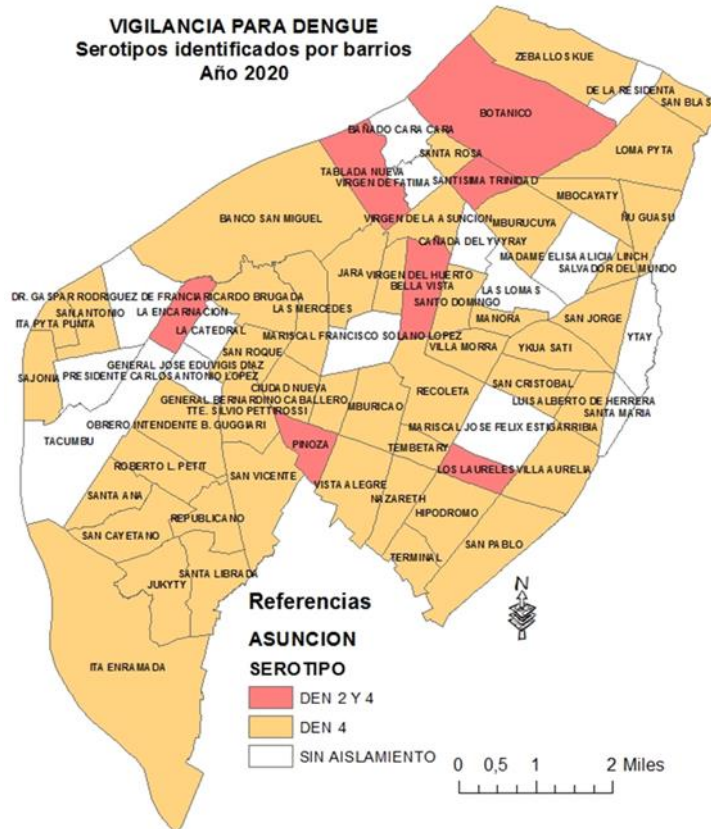 VIGILANCIA PARA DENGUE
Serotipos identificados por barrios
Año 2020
ZEBALLOS KUE
DE LA RESIDENTA
SAN BLAS
BOTANICO
BAÑADO CARA CARA
SANTA ROSA
LOMA PYTA
TABLADA NUEVA
VIRGEN DE FATIMA
SANTISIMA TRINIDAD
MBOCAYATY
ÑU GUASU
BANCO SAN MIGUEL
VIRGEN DE LA ASUNCION
MBURUCUYA
CAÑADA DEL YVYRAY
MADAME ELISA ALICIA LINCH
SALVADOR DEL MUNDO
JARA
VIRGEN DEL HUERTO
BELLA VISTA
LAS LOMAS
DR. GASPAR RODRIGUEZ DE FRANCIA
RICARDO BRUGADA
SAN ANTONIO
LA ENCARNACION
LAS MERCEDES
SANTO DOMINGO
MANORA
SAN JORGE
ITA PYTA PUNTA
LA CATEDRAL
MARISCAL FRANCISCO SOLANO LOPEZ
VILLA MORRA
YKUA SATI
YTAY
SAN ROQUE
GENERAL JOSE EDUVIGIS DIAZ
SAJONIA
PRESIDENTE CARLOS ANTONIO LOPEZ
CIUDAD NUEVA
RECOLETA
SAN CRISTOBAL
GENERAL BERNARDINO CABALLERO
MBURICAO
LUIS ALBERTO DE HERRERA
SANTA MARIA
TTE. SILVIO PETTIROSSI
TACUMBU
OBRERO INTENDENTE B. GUGGIARI
MARISCAL JOSE FELIX ESTIGARRIBIA
PINOZA
TEMBETARY
ROBERTO L. PETIT
SAN VICENTE
VISTA ALEGRE
LOS LAURELES
VILLA AURELIA
SANTA ANA
NAZARETH
REPUBLICANO
HIPODROMO
SAN CAYETANO
SAN PABLO
TERMINAL
JUKYTY
SANTA LIBRADA
N
Referencias
ASUNCION
SEROTIPO
DEN 2 Y 4
DEN 4
SIN AISLAMIENTO
ITA ENRAMADA
0 0,5 1 2 Miles